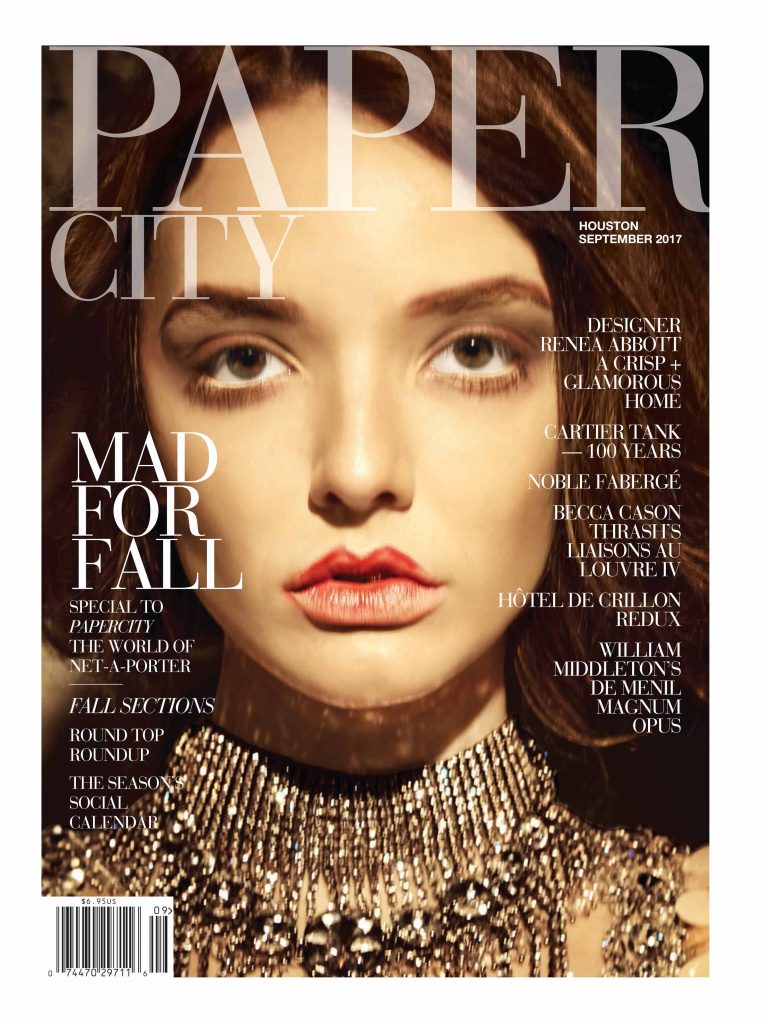 PAPER
CITY
HOUSTON
SEPTEMBER 2017
DESIGNER
RENEA ABBOTT
A CRISP +
GLAMOROUS
HOME
CARTIER TANK
— 100 YEARS
NOBLE FABERGÉ
BECCA CASON
THRASH'S
LIAISONS AU
LOUVRE IV
HÔTEL DE CRILLON
REDUX
WILLIAM
MIDDLETON'S
DE MENIL
MAGNUM
OPUS
MAD
FOR
FALL
SPECIAL TO
PAPERCITY
THE WORLD OF
NET-A-PORTER
FALL SECTIONS
ROUND TOP
ROUNDUP
THE SEASON'S
SOCIAL
CALENDAR
$6.95US
09>
0 74470 29711 6